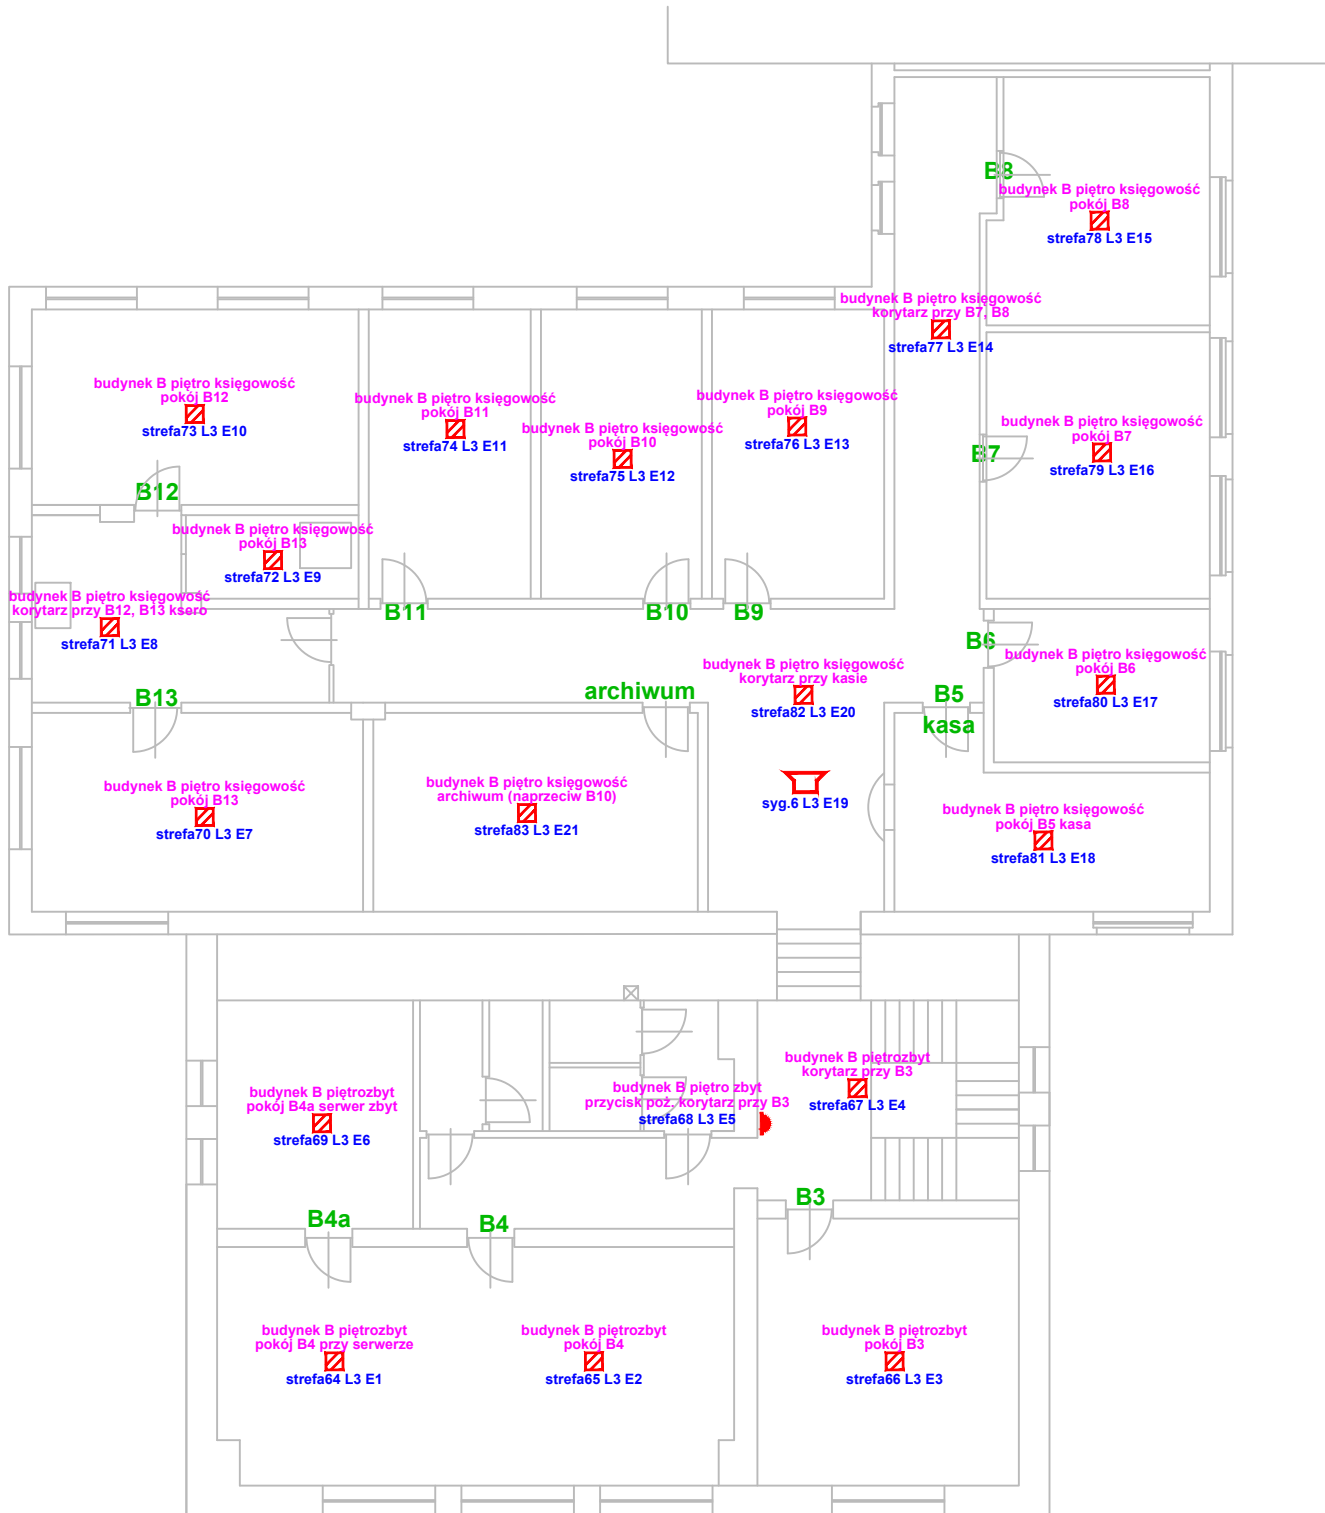 B8
budynek B piętro księgowość
pokój B8
strefa78 L3 E15
budynek B piętro księgowość
korytarz przy B7, B8
strefa77 L3 E14
budynek B piętro księgowość
pokój B12
strefa73 L3 E10
budynek B piętro księgowość
pokój B11
strefa74 L3 E11
budynek B piętro księgowość
pokój B10
strefa75 L3 E12
budynek B piętro księgowość
pokój B9
strefa76 L3 E13
budynek B piętro księgowość
pokój B7
strefa79 L3 E16
B7
B12
budynek B piętro księgowość
pokój B13
strefa72 L3 E9
budynek B piętro księgowość
korytarz przy B12, B13 ksero
strefa71 L3 E8
B11
B10
B9
B6
budynek B piętro księgowość
pokój B6
strefa80 L3 E17
budynek B piętro księgowość
korytarz przy kasie
strefa82 L3 E20
archiwum
B13
B5
kasa
budynek B piętro księgowość
pokój B13
strefa70 L3 E7
budynek B piętro księgowość
archiwum (naprzeciw B10)
strefa83 L3 E21
syg.6 L3 E19
budynek B piętro księgowość
pokój B5 kasa
strefa81 L3 E18
budynek B piętrozbyt
korytarz przy B3
strefa67 L3 E4
budynek B piętro zbyt
przycisk poż. korytarz przy B3
strefa68 L3 E5
budynek B piętrozbyt
pokój B4a serwer zbyt
strefa69 L3 E6
B3
B4a
B4
budynek B piętrozbyt
pokój B4 przy serwerze
strefa64 L3 E1
budynek B piętrozbyt
pokój B4
strefa65 L3 E2
budynek B piętrozbyt
pokój B3
strefa66 L3 E3